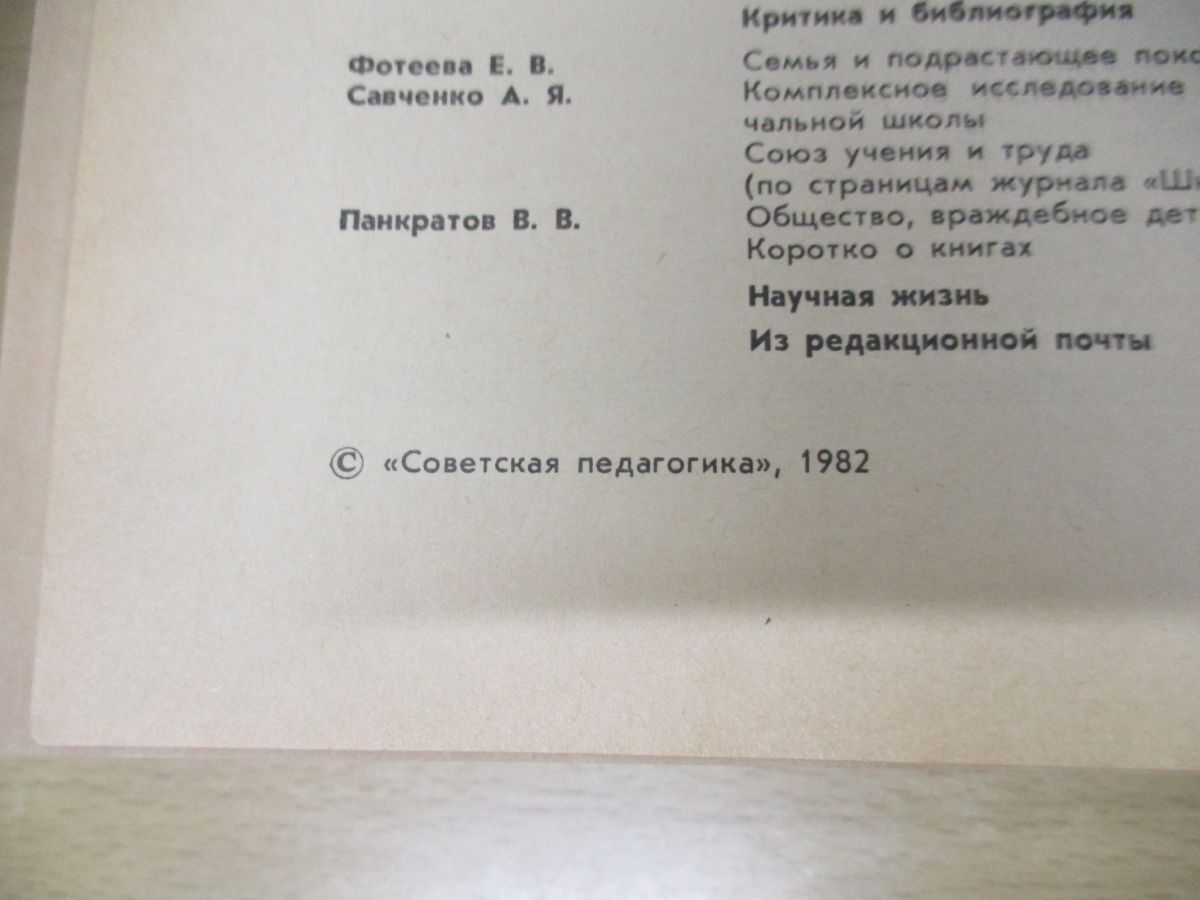 Критика и библиография
Фотеева Е. В. Семья и подрастающее
Савченко А. Я. Комплексное исследование
чальной школы
Союз учения и труда
(по страницам журнала
Панкратов В. В. Общество, враждебное
Коротко о книгах
Научная жизнь
Из редакционной почты
© «Советская педагогика», 1982